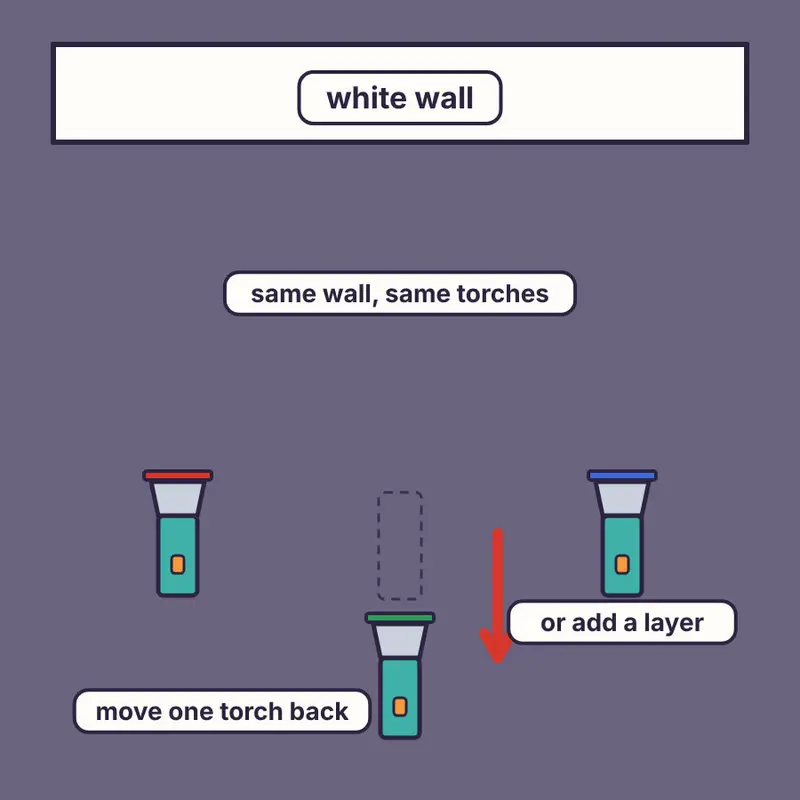 white wall
same wall, same torches
or add a layer
move one torch back